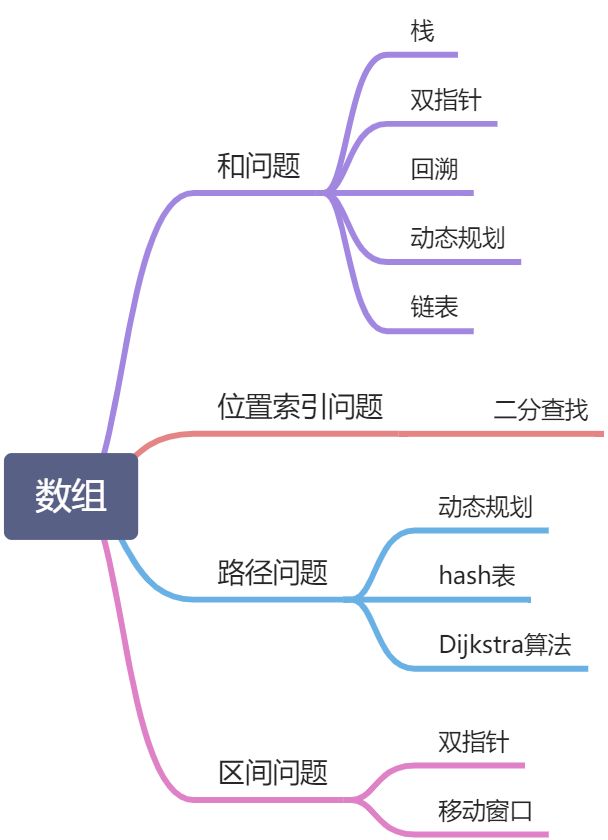 数组
和问题
栈
双指针
回溯
动态规划
链表
位置索引问题
二分查找
路径问题
动态规划
hash表
Dijkstra算法
区间问题
双指针
移动窗口